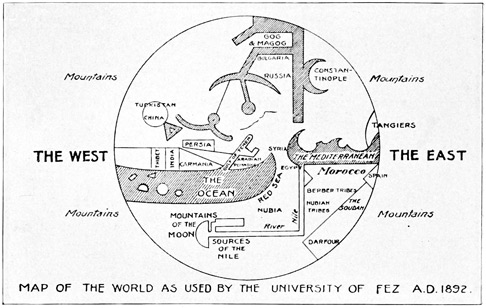 GOG
& MAGOG
BULGARIA
RUSSIA
CONSTAN-
TINOPLE
Mountains
Mountains
TURKISTAN
CHINA
TANGIERS
PERSIA
SYRIA
THE MEDITERRANEAN
THE WEST
THE EAST
THIBET
INDIA
KARMANIA
ARABIAN
EGYPT
Morocco
SPAIN
THE
OCEAN
RED SEA
BERBER TRIBES
NUBIAN
TRIBES
THE
SOUDAN
Mountains
Mountains
MOUNTAINS
OF THE
MOON
NUBIA
River
Nile
SOURCES
OF THE
NILE
DARFOUR
MAP OF THE WORLD AS USED BY THE UNIVERSITY OF FEZ A.D. 1892.